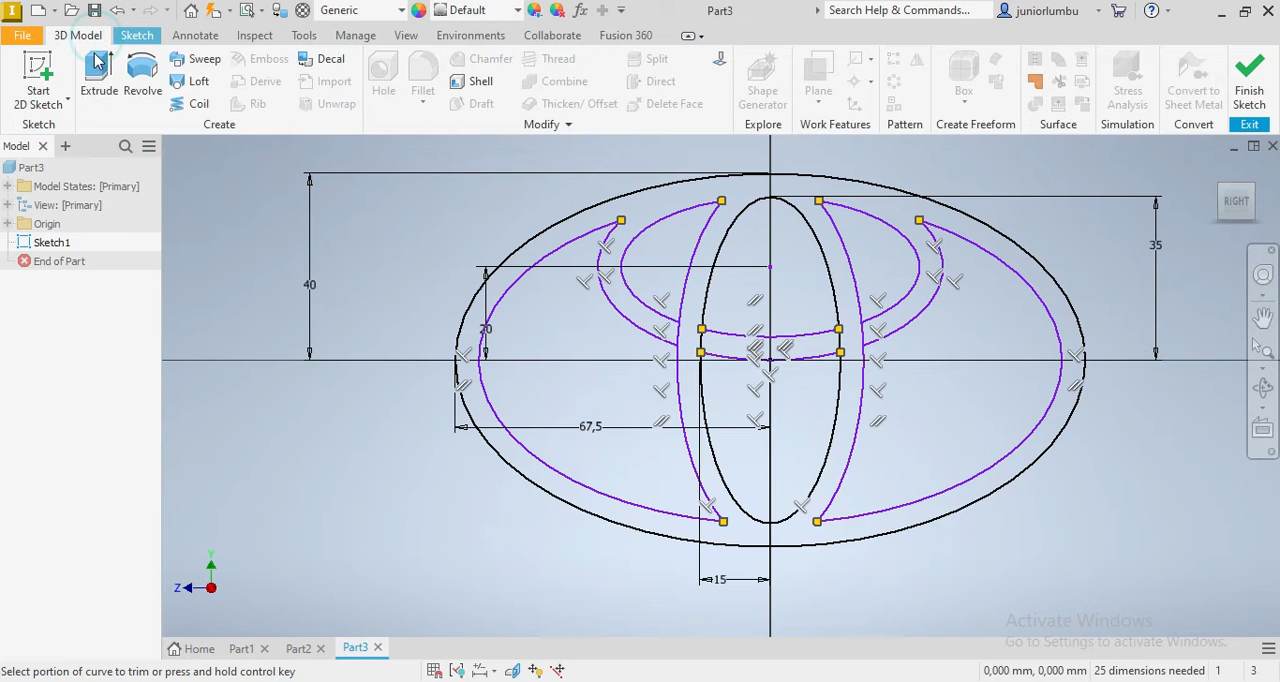 Generic
Default
Part3
Search Help & Commands...
juniorlumbu
File
3D Model
Sketch
Annotate
Inspect
Tools
Manage
View
Environments
Collaborate
Fusion 360
Start
2D Sketch
Extrude
Revolve
Sweep
Loft
Coil
Emboss
Derive
Rib
Decal
Import
Unwrap
Hole
Fillet
Chamfer
Shell
Draft
Thread
Combine
Thicken/ Offset
Split
Direct
Delete Face
Shape
Generator
Plane
Box
Stress
Analysis
Convert to
Sheet Metal
Finish
Sketch
Sketch
Create
Modify
Explore
Work Features
Pattern
Create Freeform
Surface
Simulation
Convert
Exit
Model
Part3
Model States: [Primary]
View: [Primary]
Origin
Sketch1
End of Part
RIGHT
40
20
35
67,5
15
Y
Z
Activate Windows
Go to Settings to activate Windows.
Home
Part1
Part2
Part3
Select portion of curve to trim or press and hold control key
0,000 mm, 0,000 mm
25 dimensions needed
1
3